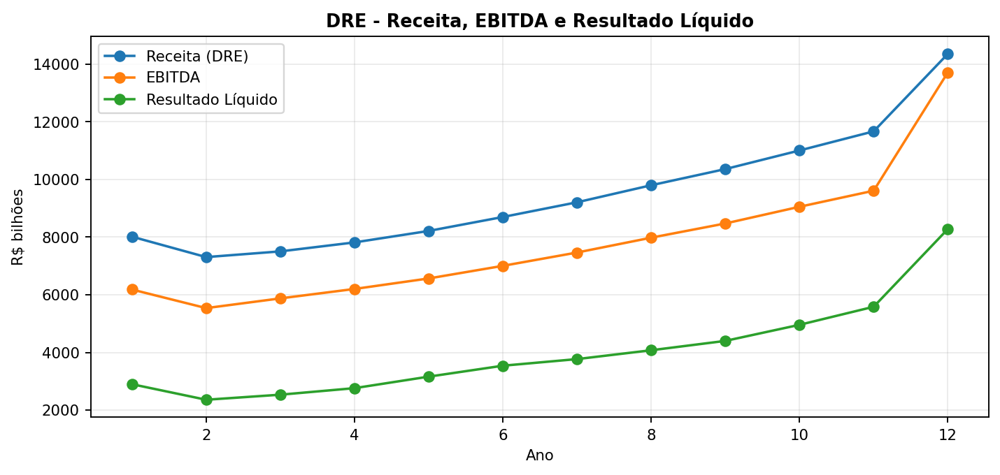 DRE - Receita, EBITDA e Resultado Líquido
Receita (DRE)
EBITDA
Resultado Líquido
R$ bilhões
14000
12000
10000
8000
6000
4000
2000
2 4 6 8 10 12
Ano